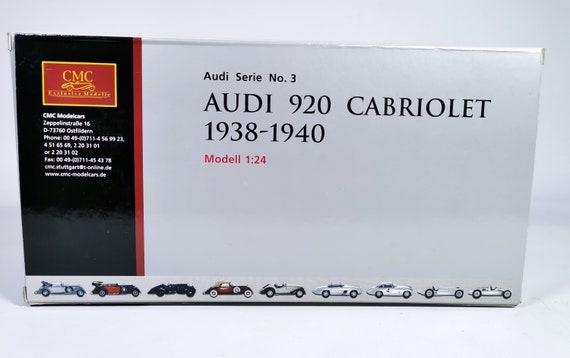 CMC
Exclusive Modelle
CMC Modelcars
Zeppelinstraße 16
D-73760 Ostfildern
Phone: 00 49-(0)711-4 56 99 23,
4 51 65 69, 2 20 31 01
or 2 20 31 02
Fax: 00 49-(0)711-45 43 78
cmc.stuttgart@t-online.de
www.cmc-modelcars.de
Audi Serie No. 3
AUDI 920 CABRIOLET
1938-1940
Modell 1:24